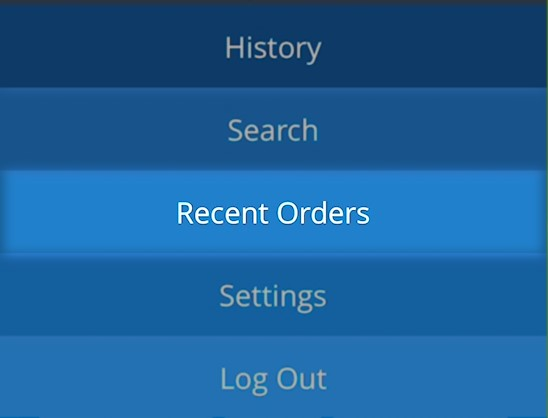 History
Search
Recent Orders
Settings
Log Out